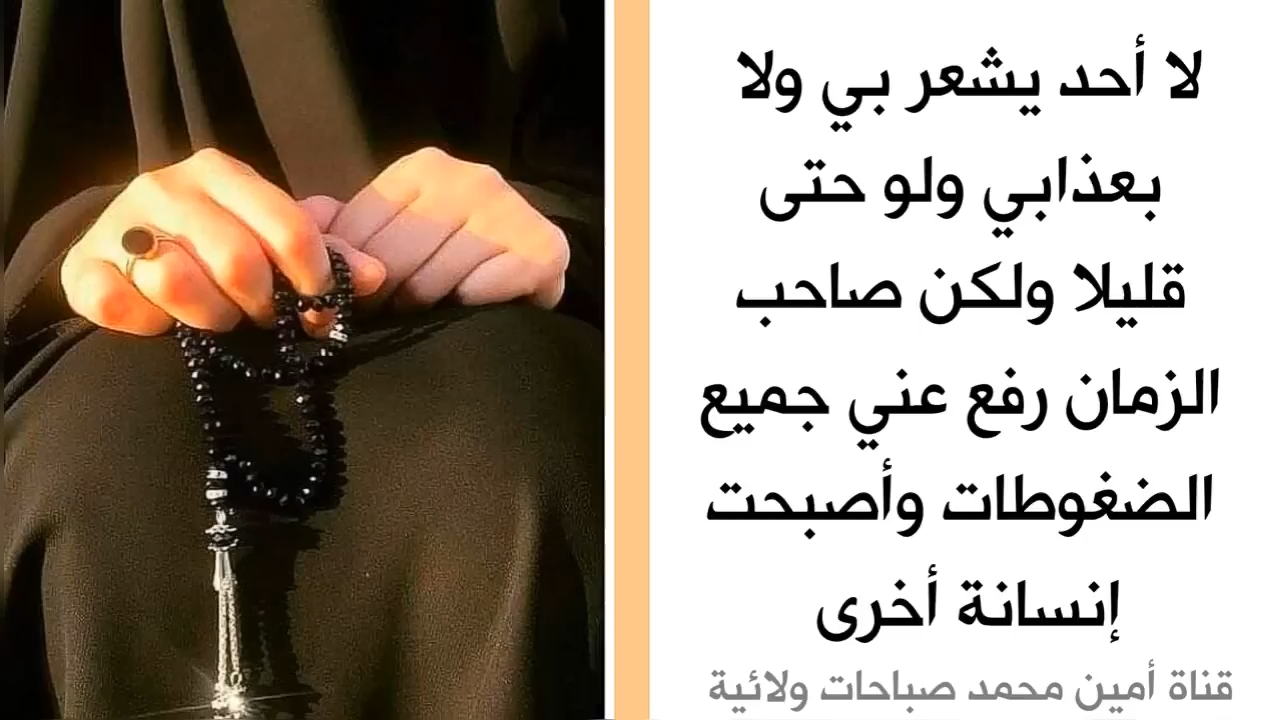 لا أحد يشعر بي ولا
بعذابي ولو حتى
قليلا ولكن صاحب
الزمان رفع عني جميع
الضغوطات وأصبحت
إنسانة أخرى
قناة أمين محمد صباحات ولائية